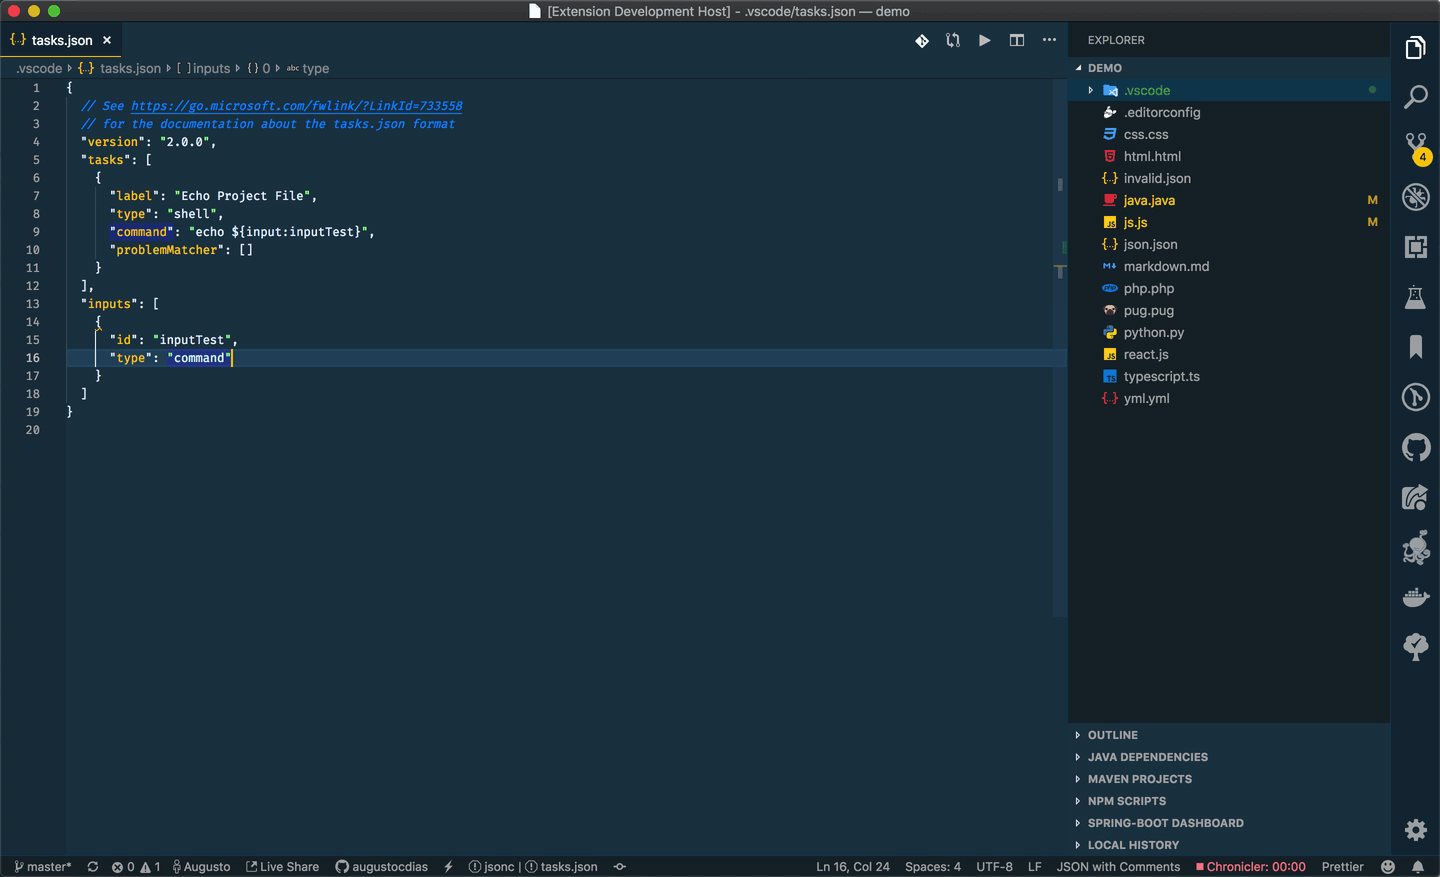 [Extension Development Host] - .vscode/tasks.json — demo
{..} tasks.json ×
.vscode {..} tasks.json [ ] inputs { } 0 abc type
1 {
2 // See https://go.microsoft.com/fwlink/?LinkId=733558
3 // for the documentation about the tasks.json format
4 "version": "2.0.0",
5 "tasks": [
6 {
7 "label": "Echo Project File",
8 "type": "shell",
9 "command": "echo ${input:inputTest}",
10 "problemMatcher": []
11 }
12 ],
13 "inputs": [
14 {
15 "id": "inputTest",
16 "type": "command"
17 }
18 ]
19 }
20
EXPLORER
DEMO
.vscode
.editorconfig
css.css
html.html
{..} invalid.json
java.java M
JS js.js M
{..} json.json
M markdown.md
php php.php
pug.pug
python.py
JS react.js
TS typescript.ts
{..} yml.yml
4
OUTLINE
JAVA DEPENDENCIES
MAVEN PROJECTS
NPM SCRIPTS
SPRING-BOOT DASHBOARD
LOCAL HISTORY
master* 0 1 Augusto Live Share augustocdias jsonc | tasks.json Ln 16, Col 24 Spaces: 4 UTF-8 LF JSON with Comments Chronicler: 00:00 Prettier